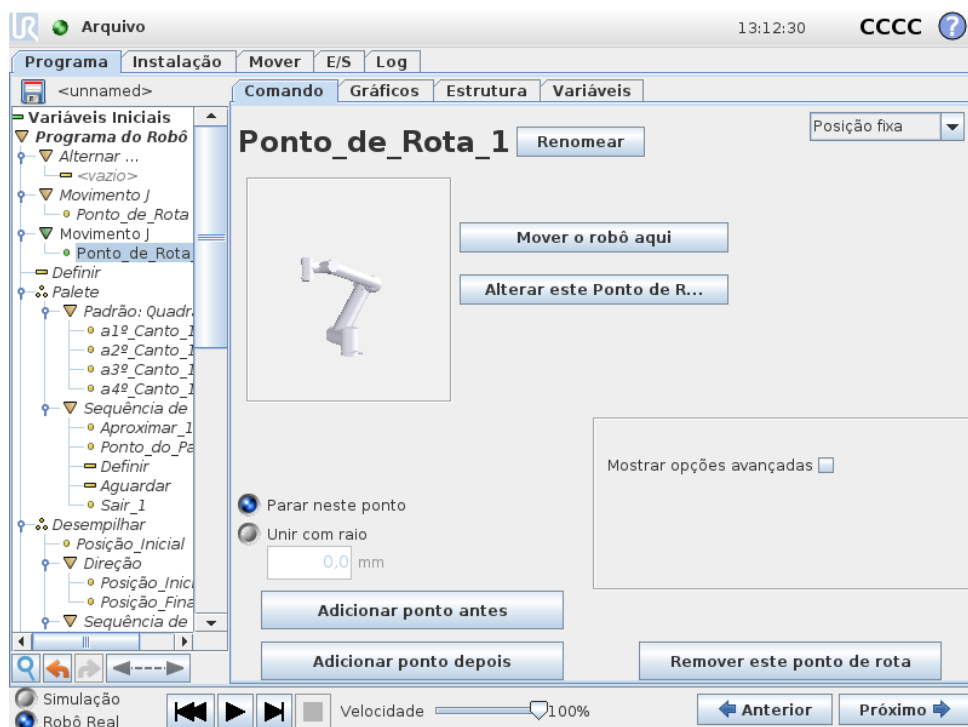 UR Arquivo 13:12:30 CCCC ?
Programa Instalação Mover E/S Log
<unnamed>
Comando Gráficos Estrutura Variáveis
Variáveis Iniciais
Programa do Robô
Alternar ...
<vazio>
Movimento J
Ponto_de_Rota
Movimento J
Ponto_de_Rota_
Definir
Palete
Padrão: Quadr
a1º_Canto_1
a2º_Canto_1
a3º_Canto_1
a4º_Canto_1
Sequência de
Aproximar_1
Ponto_do_Pa
Definir
Aguardar
Sair_1
Desempilhar
Posição_Inicial
Direção
Posição_Inic
Posição_Fina
Sequência de
Ponto_de_Rota_1
Renomear
Posição fixa
Mover o robô aqui
Alterar este Ponto de R...
Mostrar opções avançadas
Parar neste ponto
Unir com raio
0,0 mm
Adicionar ponto antes
Adicionar ponto depois
Remover este ponto de rota
Simulação
Robô Real
Velocidade 100%
Anterior
Próximo